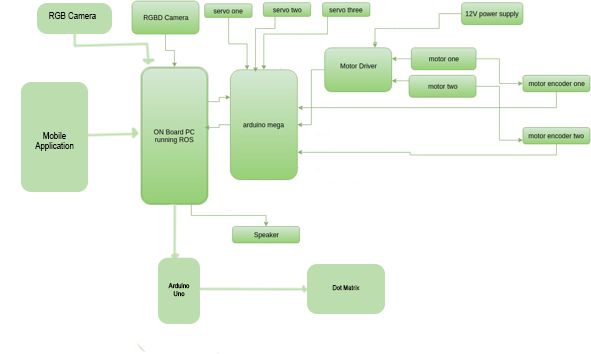 RGB Camera
RGBD Camera
servo one
servo two
servo three
12V power supply
Motor Driver
motor one
motor two
motor encoder one
motor encoder two
Mobile
Application
ON Board PC
running ROS
arduino mega
Speaker
Arduino
Uno
Dot Matrix